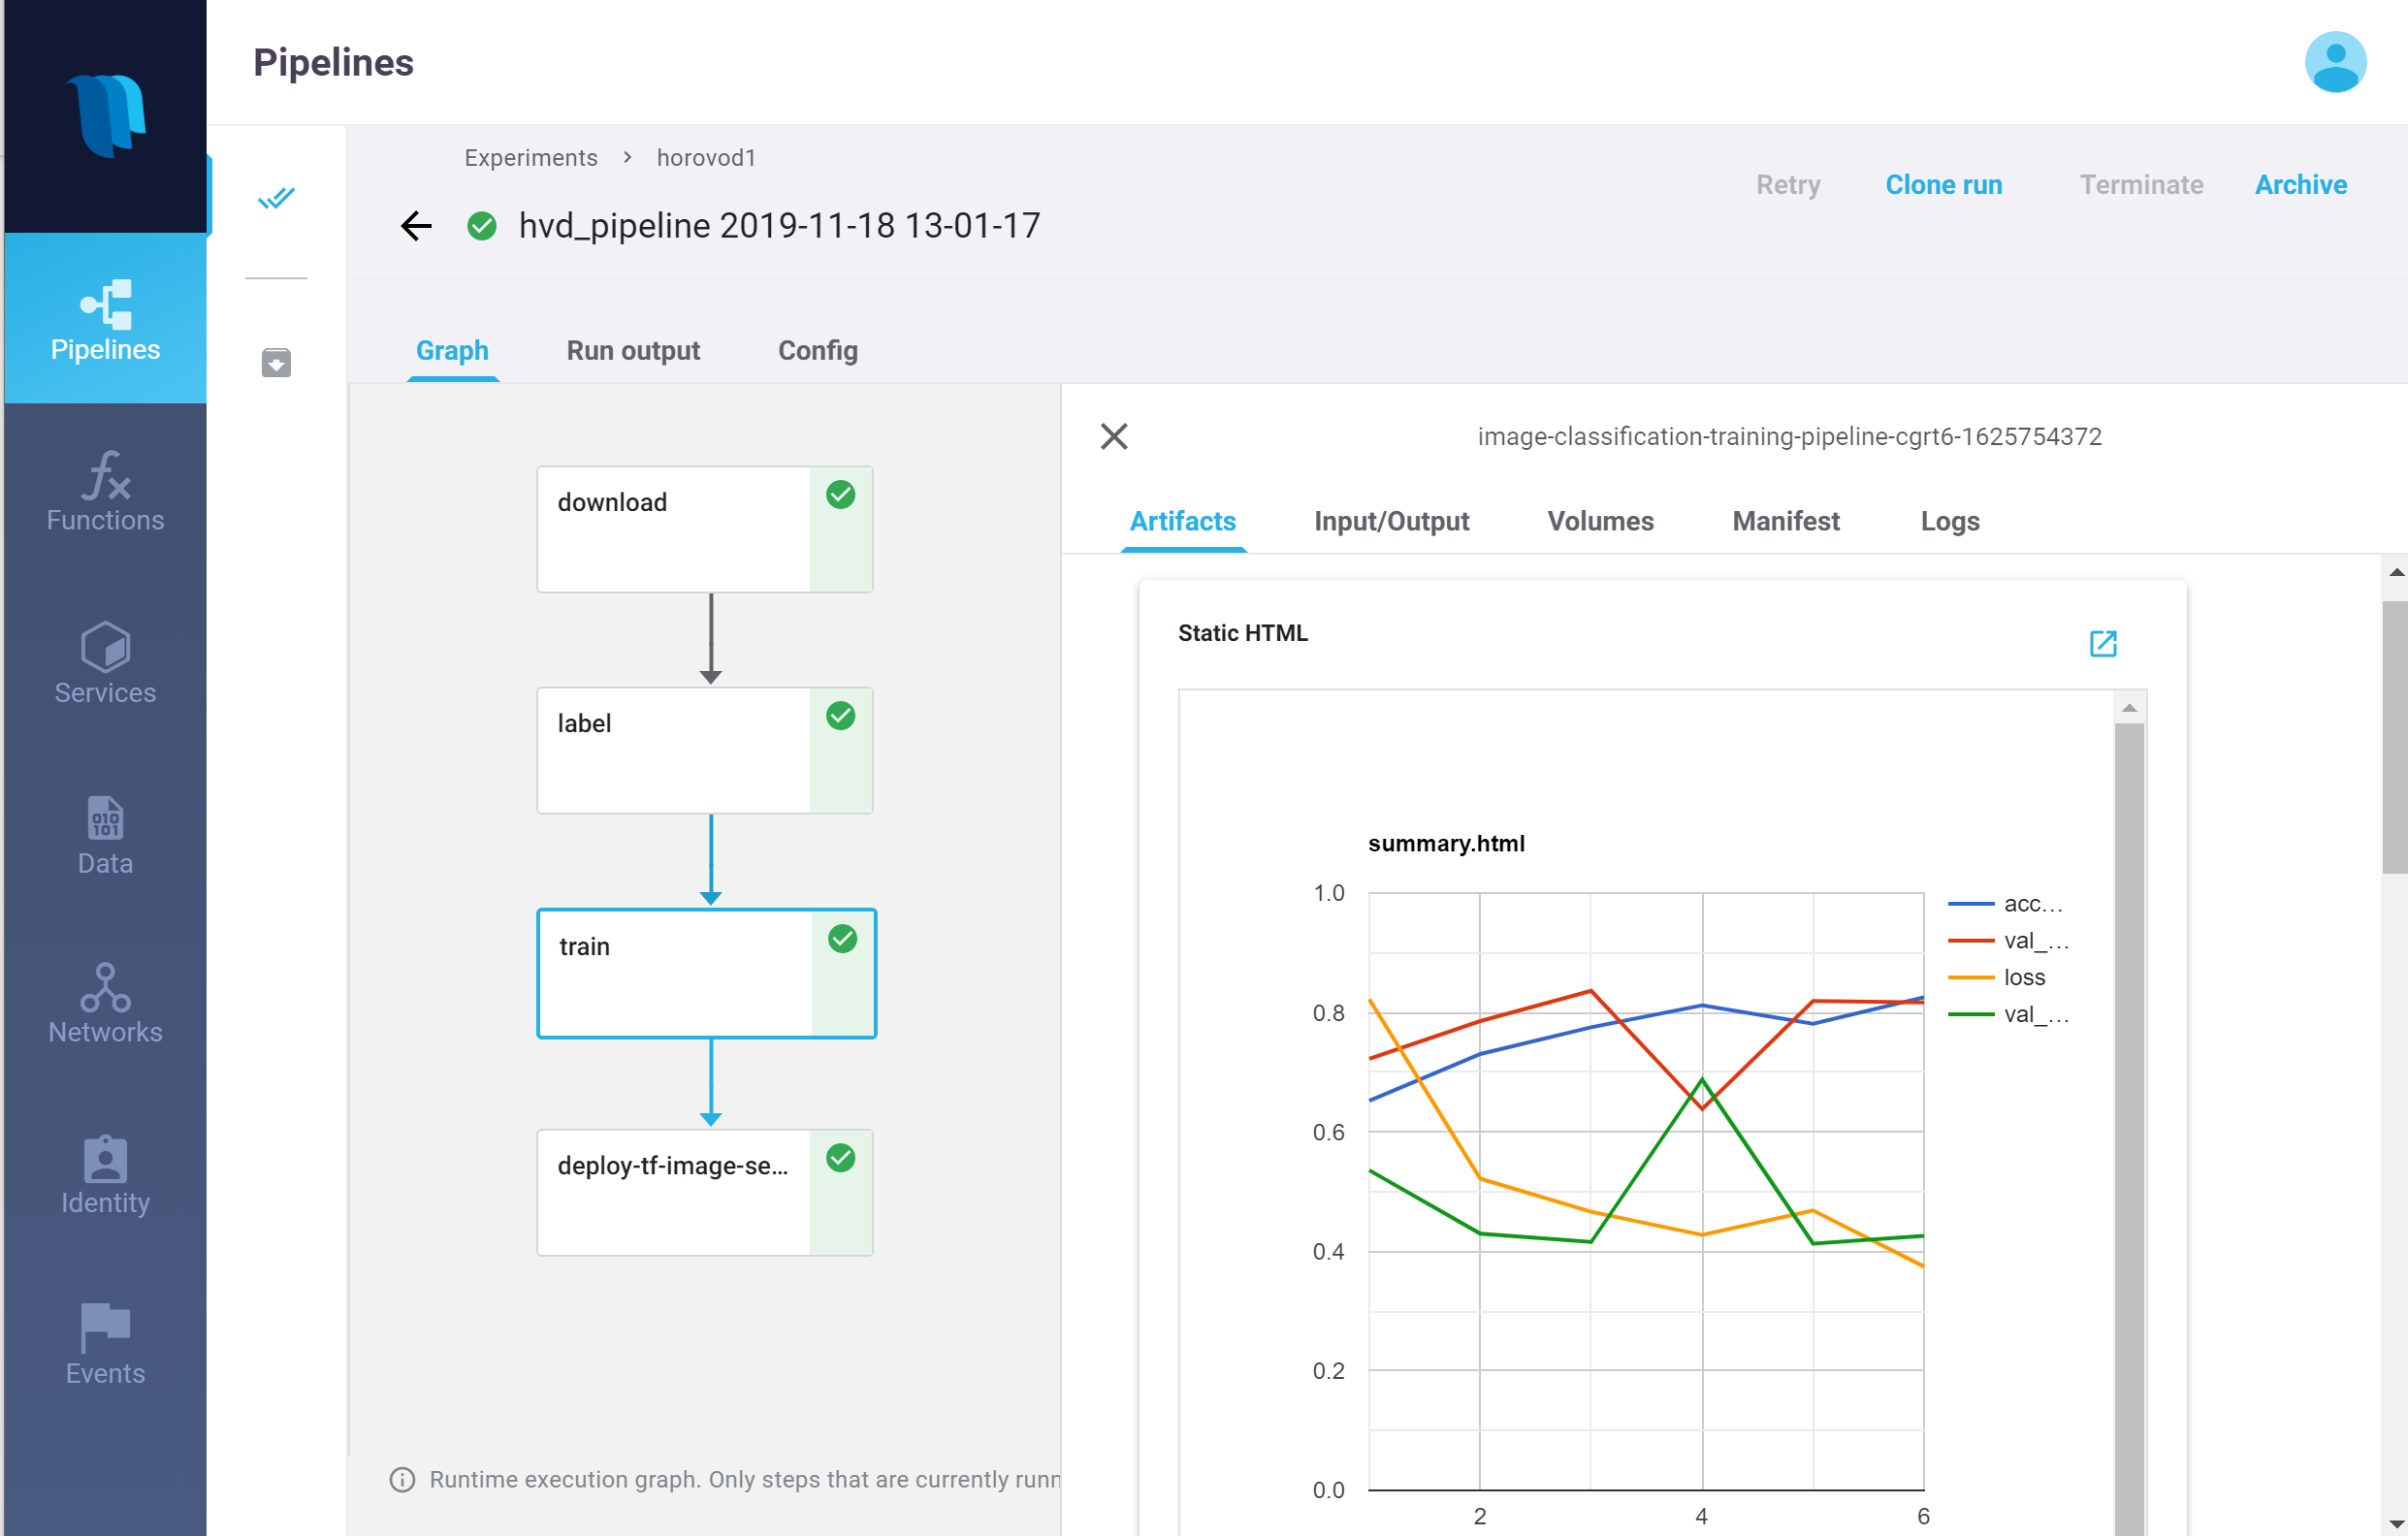 Pipelines
Experiments > horovod1
hvd_pipeline 2019-11-18 13-01-17
Retry
Clone run
Terminate
Archive
Pipelines
Functions
Services
Data
010
101
Networks
Identity
Events
Graph
Run output
Config
download
label
train
deploy-tf-image-se...
Runtime execution graph. Only steps that are currently runn
image-classification-training-pipeline-cgrt6-1625754372
Artifacts
Input/Output
Volumes
Manifest
Logs
Static HTML
summary.html
1.0
0.8
0.6
0.4
0.2
0.0
2
4
6
acc...
val_...
loss
val_...